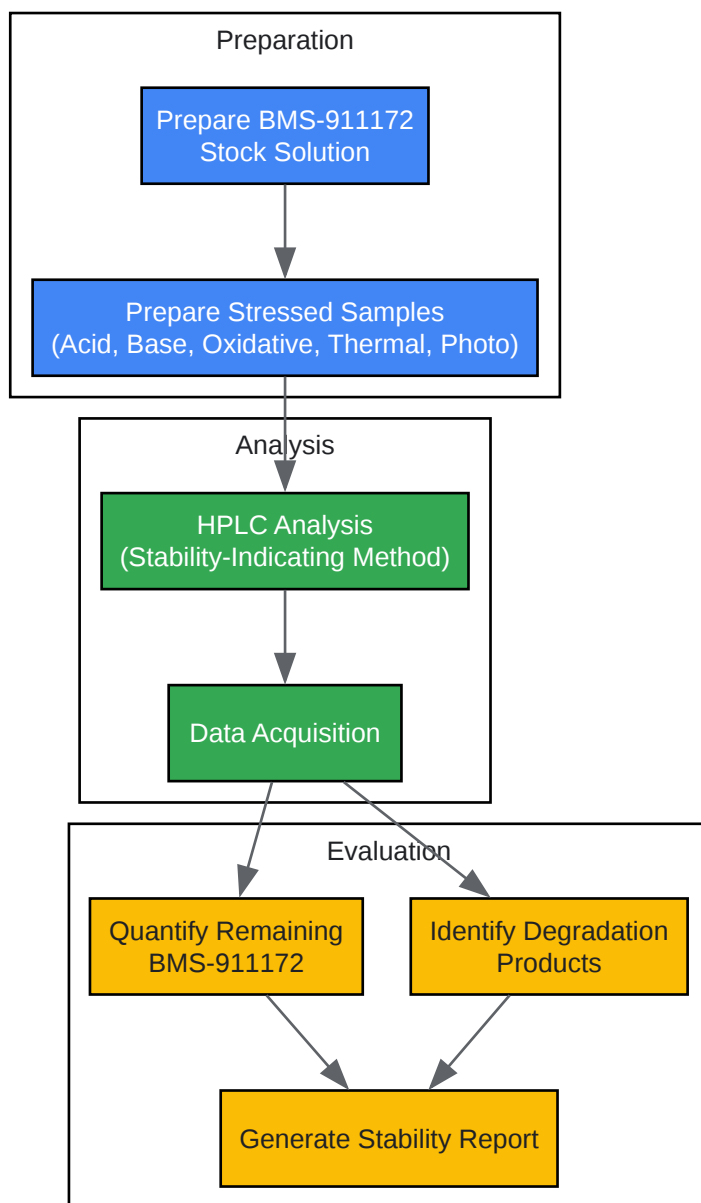 Preparation
Prepare BMS-911172
Stock Solution
Prepare Stressed Samples
(Acid, Base, Oxidative, Thermal, Photo)
Analysis
HPLC Analysis
(Stability-Indicating Method)
Data Acquisition
Evaluation
Quantify Remaining
BMS-911172
Identify Degradation
Products
Generate Stability Report